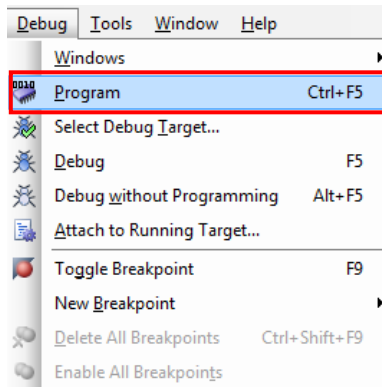 Debug Tools Window Help
Windows
0010
Program Ctrl+F5
Select Debug Target...
Debug F5
Debug without Programming Alt+F5
Attach to Running Target...
Toggle Breakpoint F9
New Breakpoint
Delete All Breakpoints Ctrl+Shift+F9
Enable All Breakpoints